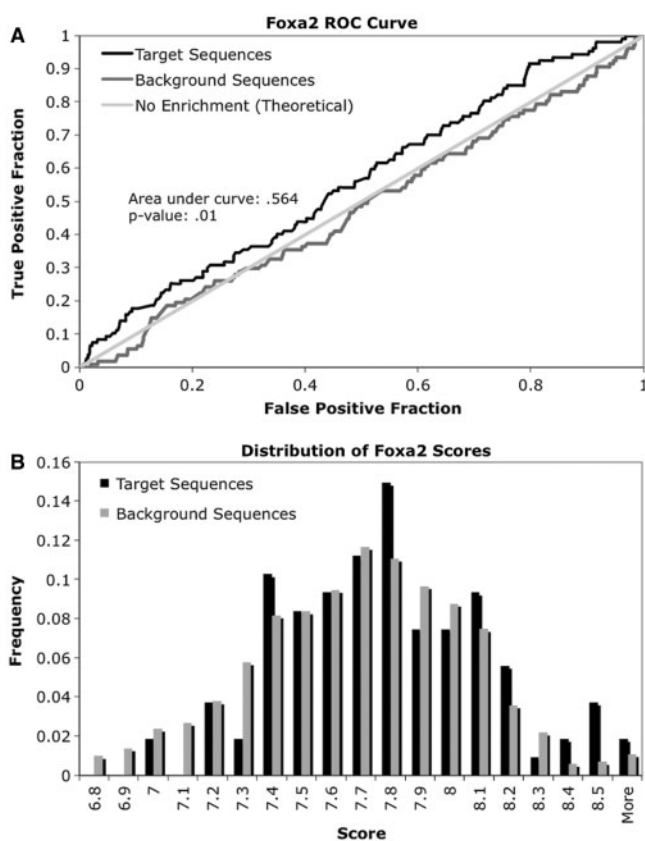 A
Foxa2 ROC Curve
1
0.9
0.8
0.7
0.6
0.5
0.4
0.3
0.2
0.1
0
True Positive Fraction
Target Sequences
Background Sequences
No Enrichment (Theoretical)
Area under curve: .564
p-value: .01
0 0.2 0.4 0.6 0.8 1
False Positive Fraction
B
Distribution of Foxa2 Scores
0.16
0.14
0.12
0.1
0.08
0.06
0.04
0.02
0
Frequency
Target Sequences
Background Sequences
6.8 6.9 7 7.1 7.2 7.3 7.4 7.5 7.6 7.7 7.8 7.9 8 8.1 8.2 8.3 8.4 8.5 More
Score